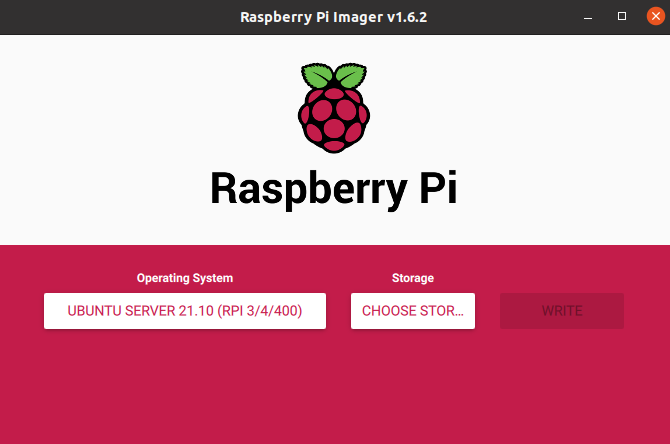 Raspberry Pi Imager v1.6.2
Raspberry Pi
Operating System
Storage
UBUNTU SERVER 21.10 (RPI 3/4/400)
CHOOSE STOR...
WRITE